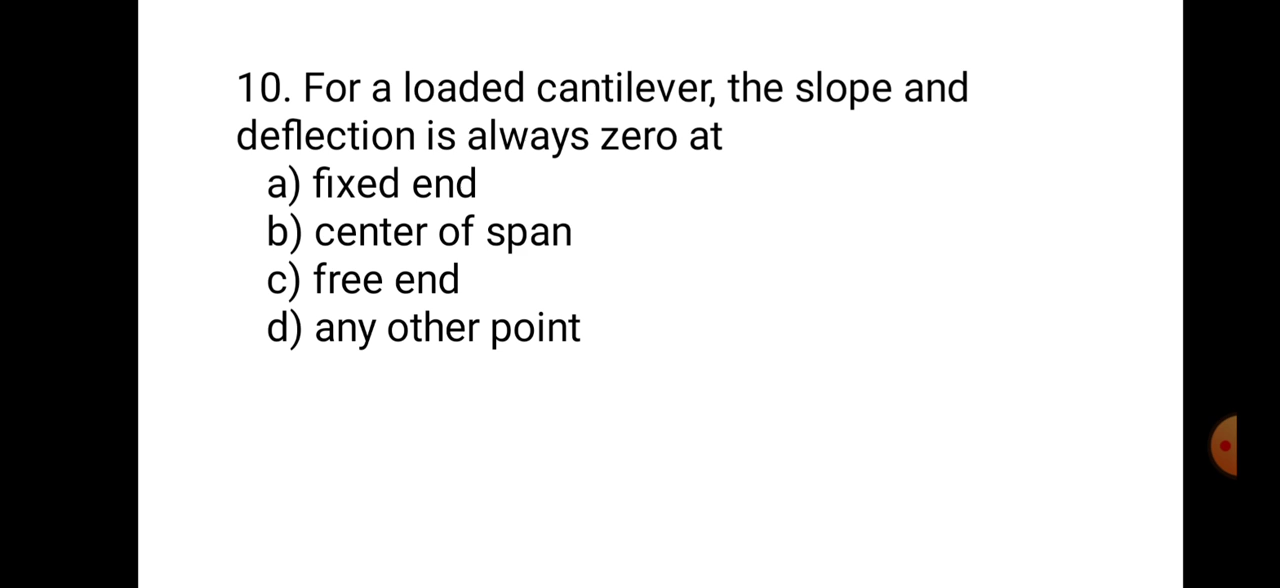 10. For a loaded cantilever, the slope and
deflection is always zero at
a) fixed end
b) center of span
c) free end
d) any other point